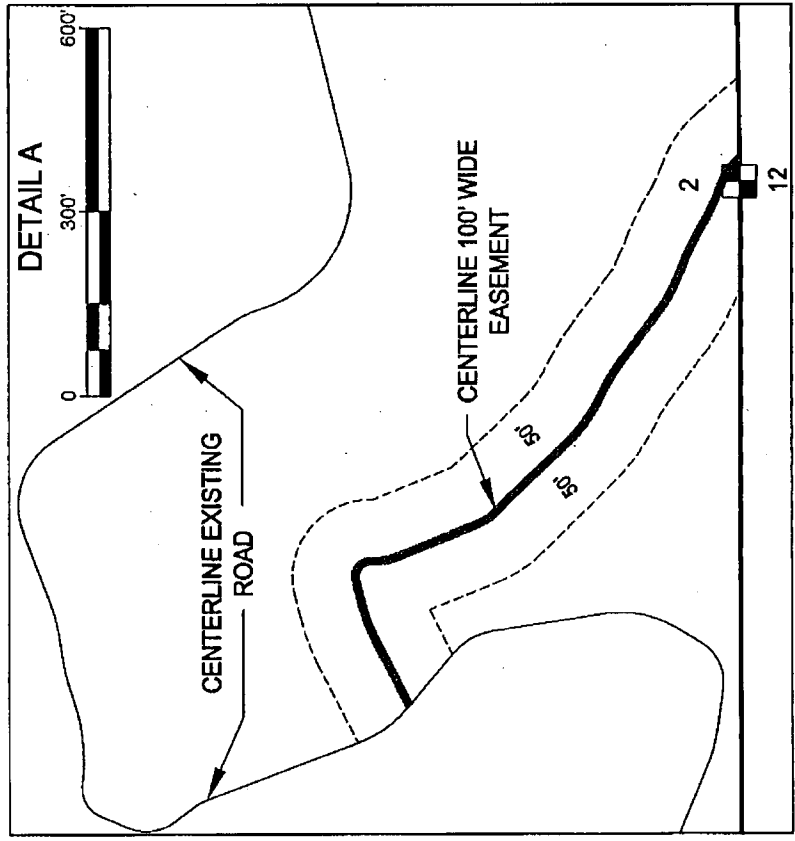 DETAIL A
0
300'
600'
CENTERLINE EXISTING
ROAD
CENTERLINE 100' WIDE
EASEMENT
50'
50'
2
12